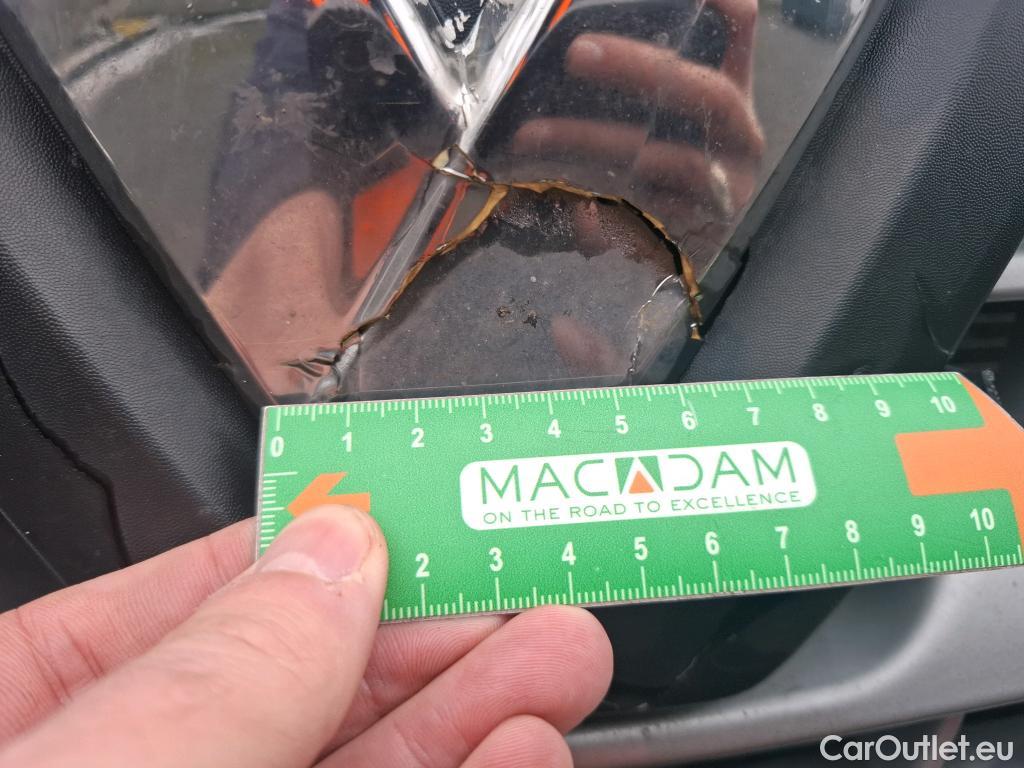 0 1 2 3 4 5 6 7 8 9 10
MACADAM
ON THE ROAD TO EXCELLENCE
2 3 4 5 6 7 8 9 10
CarOutlet.eu